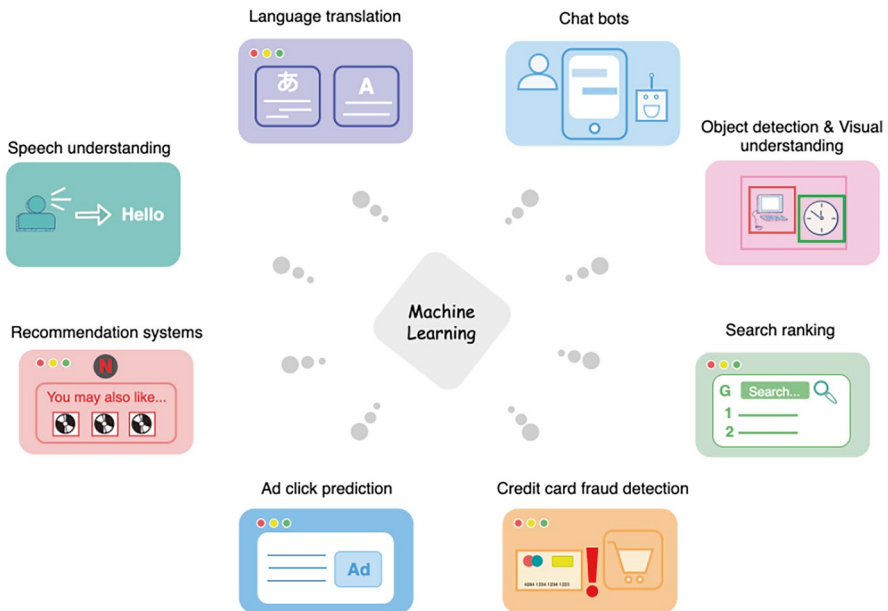 Language translation
あ
A
Chat bots
Speech understanding
Hello
Object detection & Visual
understanding
Machine
Learning
Recommendation systems
N
You may also like...
Search ranking
G Search...
1
2
Ad click prediction
Ad
Credit card fraud detection
!